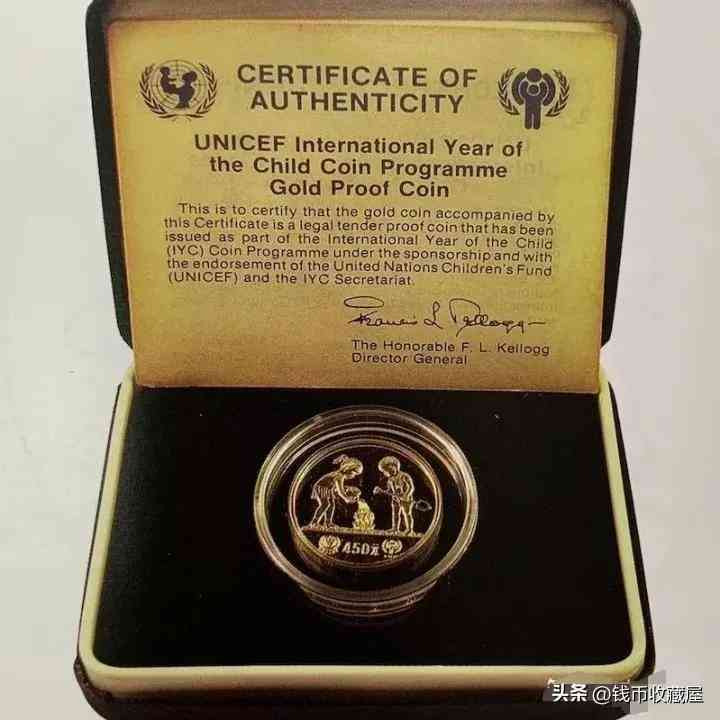 CERTIFICATE OF
AUTHENTICITY
UNICEF International Year of
the Child Coin Programme
Gold Proof Coin
This is to certify that the gold coin accompanied by
this Certificate is a legal tender proof coin that has been
issued as part of the International Year of the Child
(IYC) Coin Programme under the sponsorship and with
the endorsement of the United Nations Children's Fund
(UNICEF) and the IYC Secretariat.
Francis L Kellogg
The Honorable F. L. Kellogg
Director General
450元
头条 @钱币收藏屋